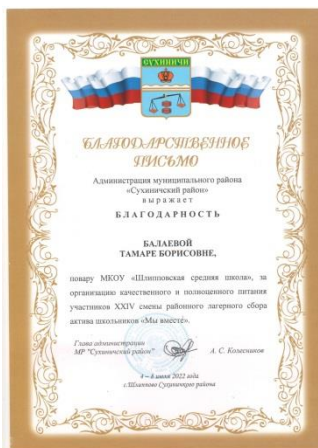 СУХИНИЧИ
БЛАГОДАРСТВЕННОЕ
ПИСЬМО
Администрация муниципального района
«Сухиничский район»
выражает
БЛАГОДАРНОСТЬ
БАЛАЕВОЙ
ТАМАРЕ БОРИСОВНЕ,
повару МКОУ «Шлипповская средняя школа», за
организацию качественного и полноценного питания
участников XXIV смены районного лагерного сбора
актива школьников «Мы вместе».
Глава администрации
МР "Сухиничский район" А. С. Колесников
4 – 8 июня 2022 года
с.Шлиппово Сухиничского района